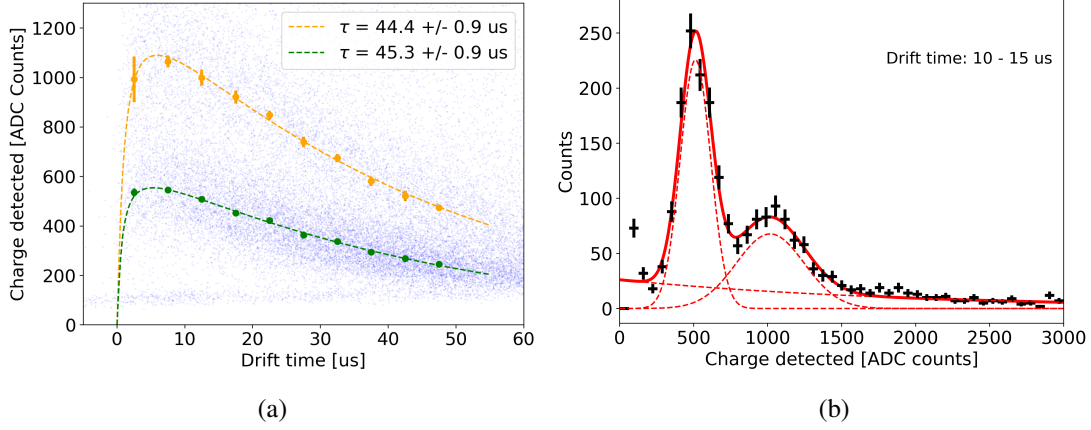 τ = 44.4 +/- 0.9 us
τ = 45.3 +/- 0.9 us
Charge detected [ADC Counts]
1200
1000
800
600
400
200
0
0 10 20 30 40 50 60
Drift time [us]
(a)
Drift time: 10 - 15 us
Counts
250
200
150
100
50
0
0 500 1000 1500 2000 2500 3000
Charge detected [ADC counts]
(b)